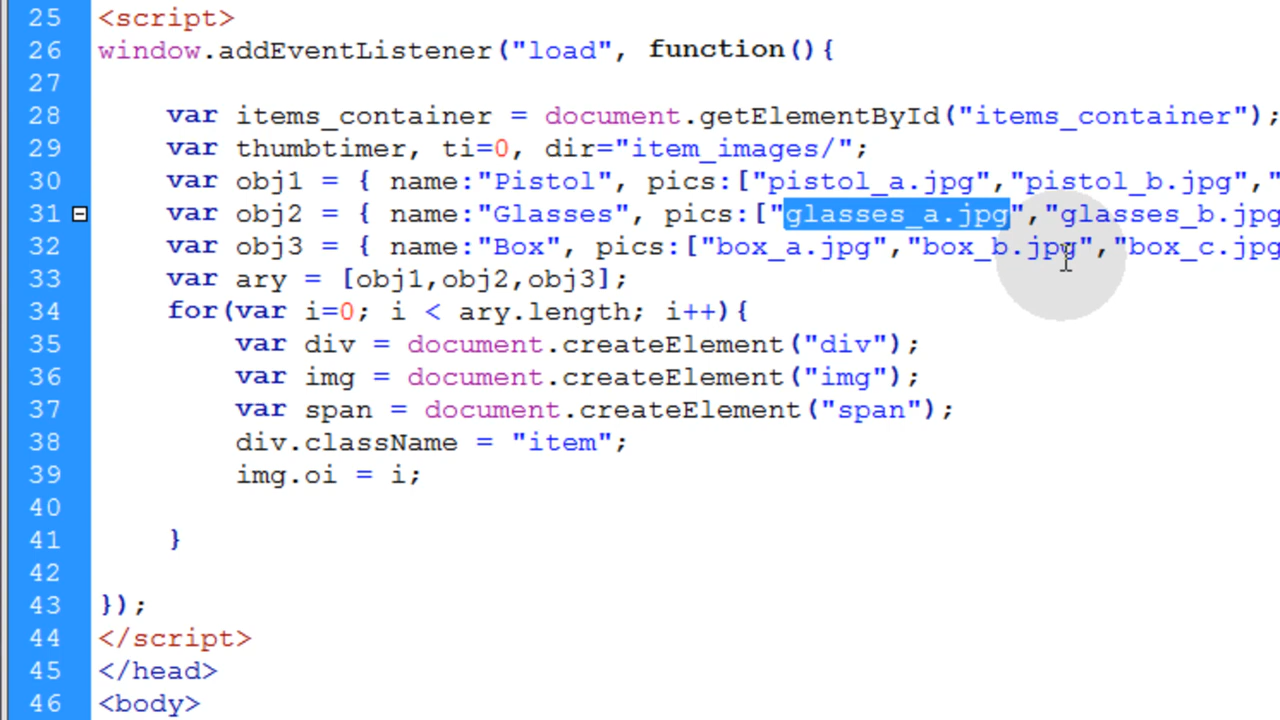 25 <script>
26 window.addEventListener("load", function(){
27
28 var items_container = document.getElementById("items_container");
29 var thumbtimer, ti=0, dir="item_images/";
30 var obj1 = { name:"Pistol", pics:["pistol_a.jpg","pistol_b.jpg","
31 var obj2 = { name:"Glasses", pics:["glasses_a.jpg","glasses_b.jpg
32 var obj3 = { name:"Box", pics:["box_a.jpg","box_b.jpg","box_c.jpg
33 var ary = [obj1,obj2,obj3];
34 for(var i=0; i < ary.length; i++){
35 var div = document.createElement("div");
36 var img = document.createElement("img");
37 var span = document.createElement("span");
38 div.className = "item";
39 img.oi = i;
40
41 }
42
43 });
44 </script>
45 </head>
46 <body>